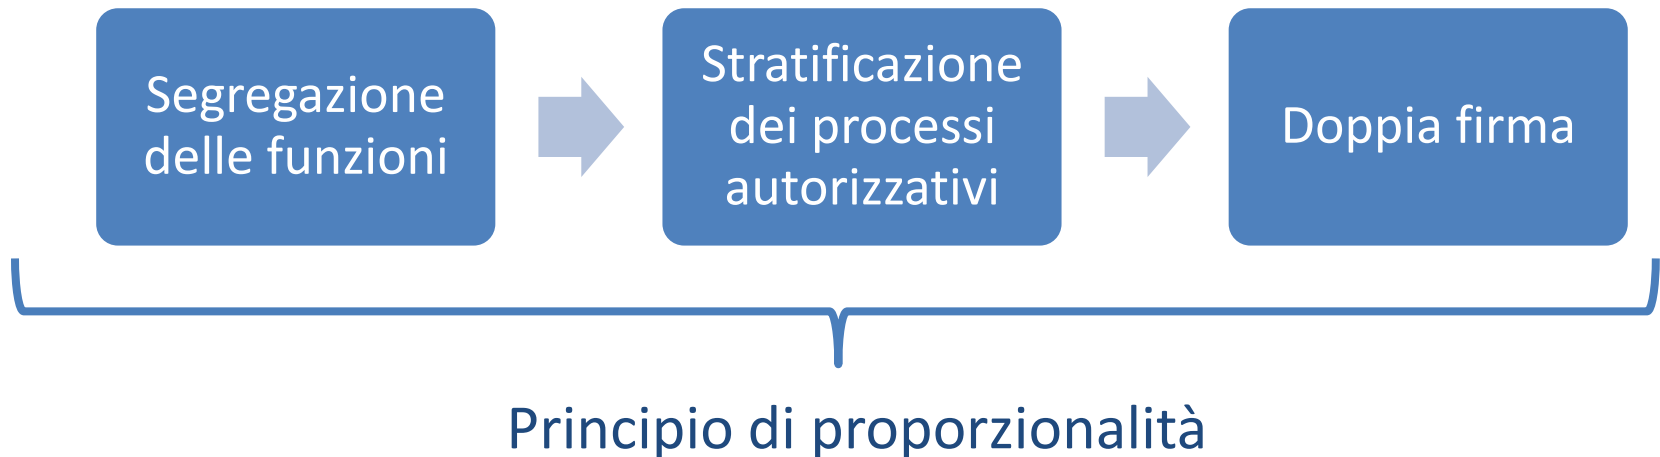 Segregazione
delle funzioni
Stratificazione
dei processi
autorizzativi
Doppia firma
Principio di proporzionalità